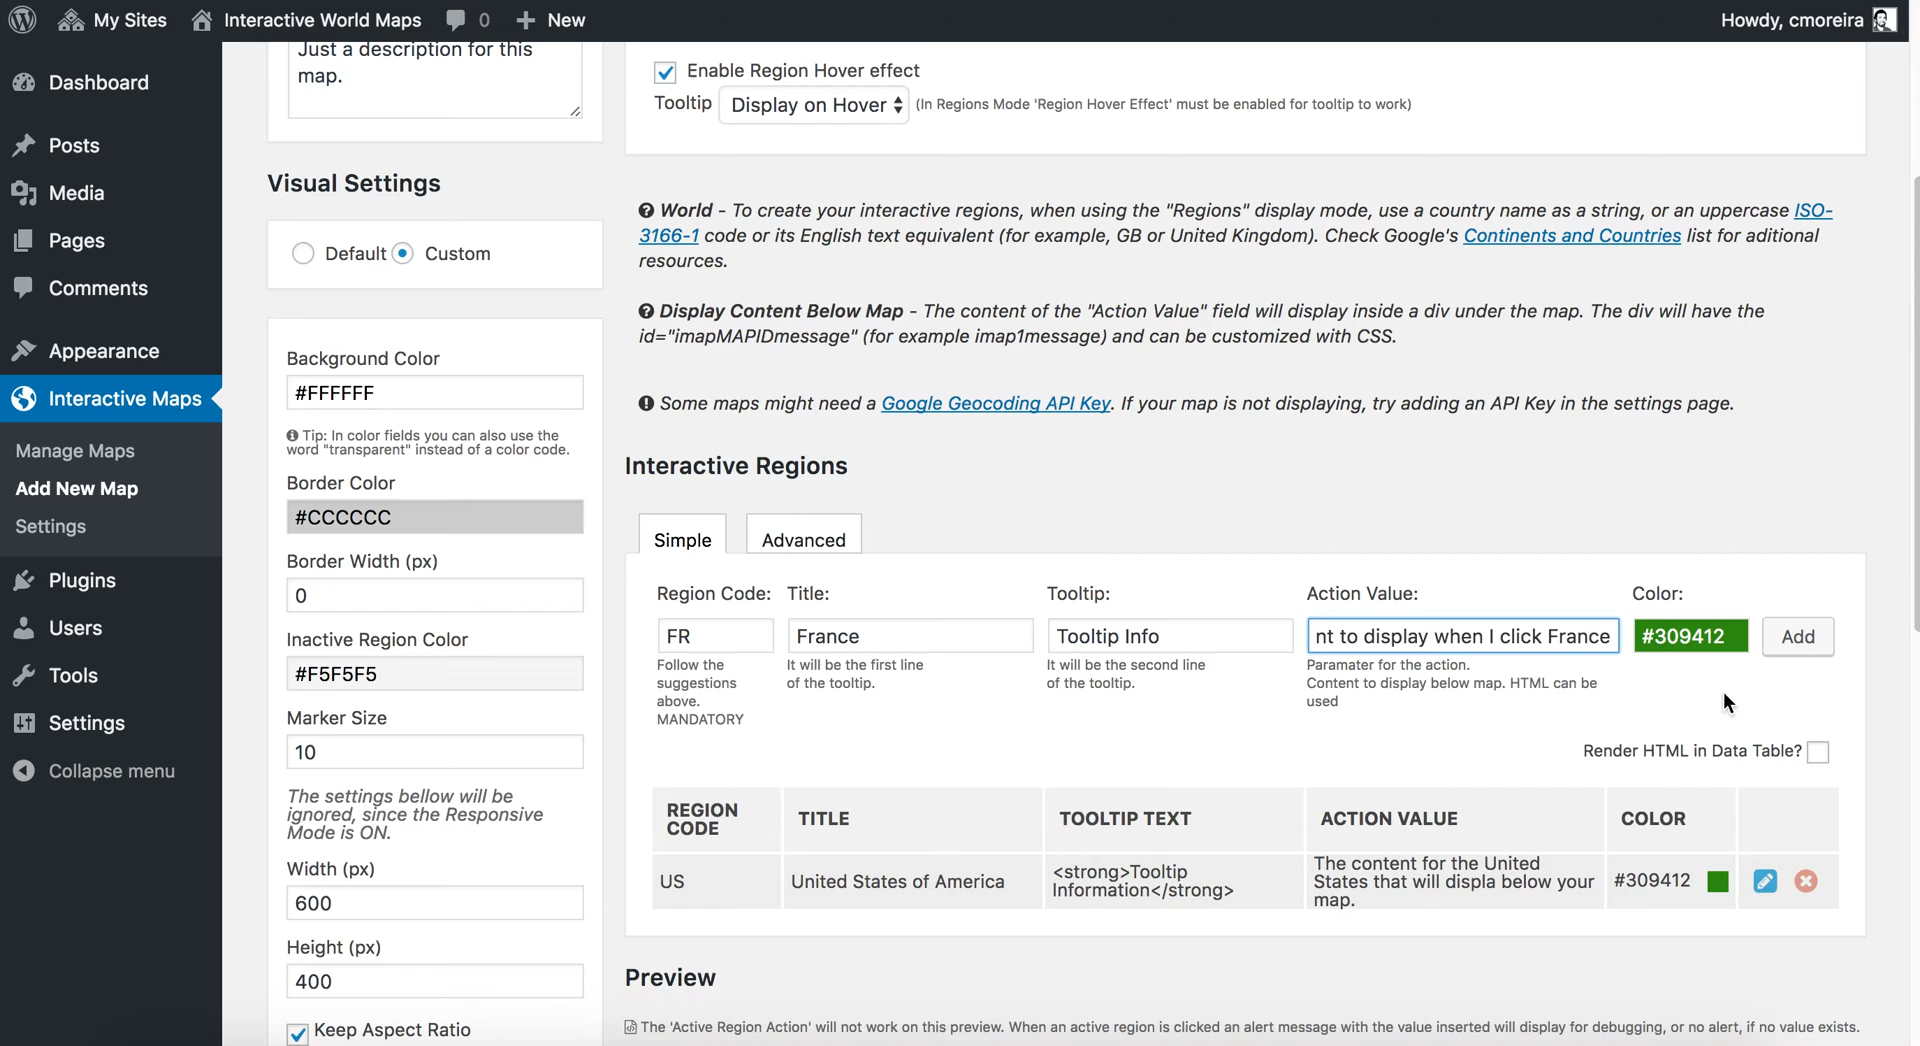 My Sites
Interactive World Maps
0
New
Howdy, cmoreira
Dashboard
Posts
Media
Pages
Comments
Appearance
Interactive Maps
Manage Maps
Add New Map
Settings
Plugins
Users
Tools
Settings
Collapse menu
Just a description for this
map.
Visual Settings
Default
Custom
Background Color
#FFFFFF
Tip: In color fields you can also use the
word "transparent" instead of a color code.
Border Color
#CCCCCC
Border Width (px)
0
Inactive Region Color
#F5F5F5
Marker Size
10
The settings bellow will be
ignored, since the Responsive
Mode is ON.
Width (px)
600
Height (px)
400
Keep Aspect Ratio
Enable Region Hover effect
Tooltip Display on Hover (In Regions Mode 'Region Hover Effect' must be enabled for tooltip to work)
World - To create your interactive regions, when using the "Regions" display mode, use a country name as a string, or an uppercase ISO-
3166-1 code or its English text equivalent (for example, GB or United Kingdom). Check Google's Continents and Countries list for aditional
resources.
Display Content Below Map - The content of the "Action Value" field will display inside a div under the map. The div will have the
id="imapMAPIDmessage" (for example imap1message) and can be customized with CSS.
Some maps might need a Google Geocoding API Key. If your map is not displaying, try adding an API Key in the settings page.
Interactive Regions
Simple
Advanced
Region Code: Title: Tooltip: Action Value: Color:
FR France Tooltip Info nt to display when I click France #309412 Add
Follow the
suggestions
above.
MANDATORY
It will be the first line
of the tooltip.
It will be the second line
of the tooltip.
Paramater for the action.
Content to display below map. HTML can be
used
Render HTML in Data Table?
REGION
CODE
TITLE
TOOLTIP TEXT
ACTION VALUE
COLOR
US
United States of America
<strong>Tooltip
Information</strong>
The content for the United
States that will displa below your
map.
#309412
Preview
The 'Active Region Action' will not work on this preview. When an active region is clicked an alert message with the value inserted will display for debugging, or no alert, if no value exists.